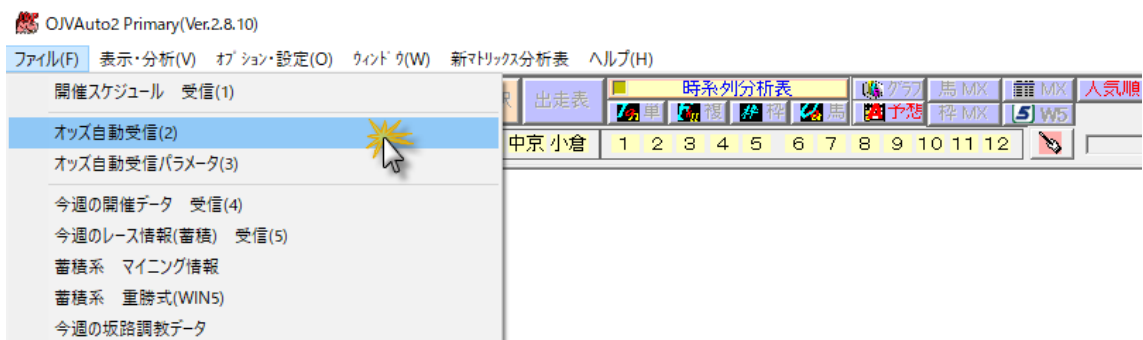 OJVAuto2 Primary(Ver.2.8.10)
ファイル(F) 表示・分析(V) オプション・設定(O) ウィンドウ(W) 新マトリックス分析表 ヘルプ(H)
開催スケジュール 受信(1)
オッズ自動受信(2)
オッズ自動受信パラメータ(3)
今週の開催データ 受信(4)
今週のレース情報(蓄積) 受信(5)
蓄積系 マイニング情報
蓄積系 重勝式(WIN5)
今週の坂路調教データ
出走表 時系列分析表 グラフ 馬 MX MX 人気順
単 複 枠 馬 予想 枠 MX 5 W5
中京 小倉 1 2 3 4 5 6 7 8 9 10 11 12